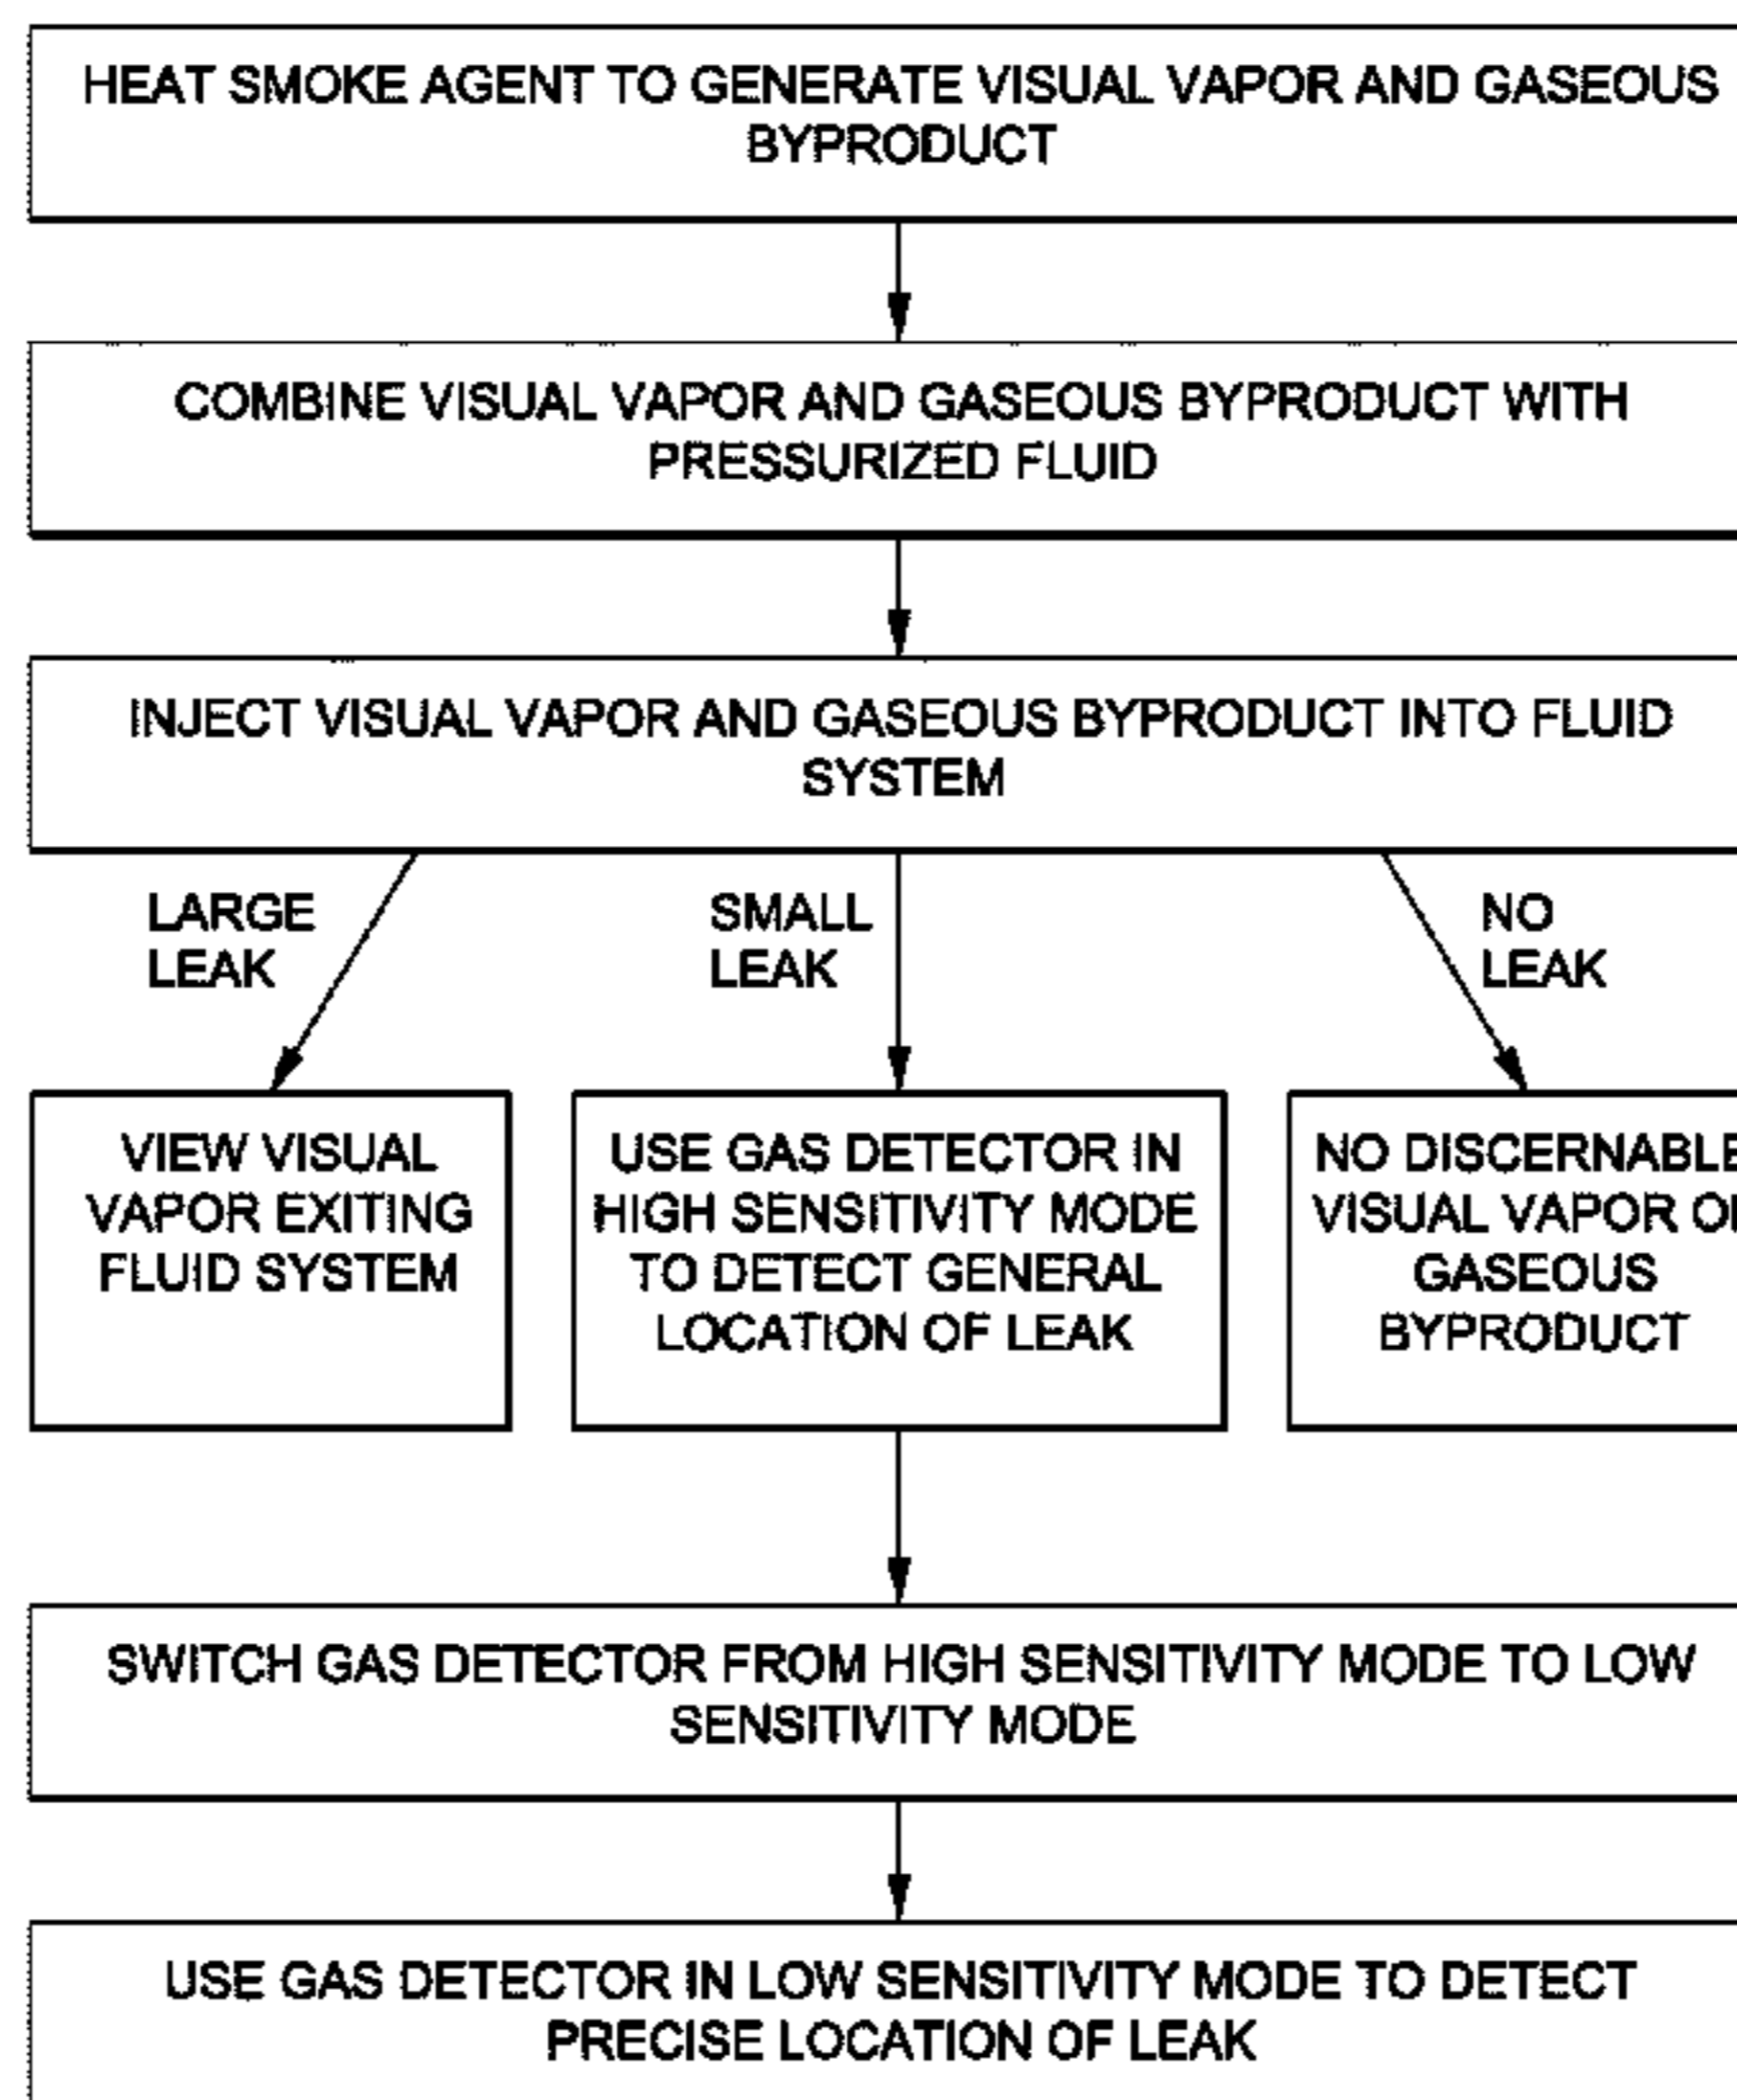 HEAT SMOKE AGENT TO GENERATE VISUAL VAPOR AND GASEOUS
BYPRODUCT
COMBINE VISUAL VAPOR AND GASEOUS BYPRODUCT WITH
PRESSURIZED FLUID
INJECT VISUAL VAPOR AND GASEOUS BYPRODUCT INTO FLUID
SYSTEM
LARGE
LEAK
SMALL
LEAK
NO
LEAK
VIEW VISUAL
VAPOR EXITING
FLUID SYSTEM
USE GAS DETECTOR IN
HIGH SENSITIVITY MODE
TO DETECT GENERAL
LOCATION OF LEAK
NO DISCERNABLE
VISUAL VAPOR
GASEOUS
BYPRODUCT
SWITCH GAS DETECTOR FROM HIGH SENSITIVITY MODE TO LOW
SENSITIVITY MODE
USE GAS DETECTOR IN LOW SENSITIVITY MODE TO DETECT
PRECISE LOCATION OF LEAK